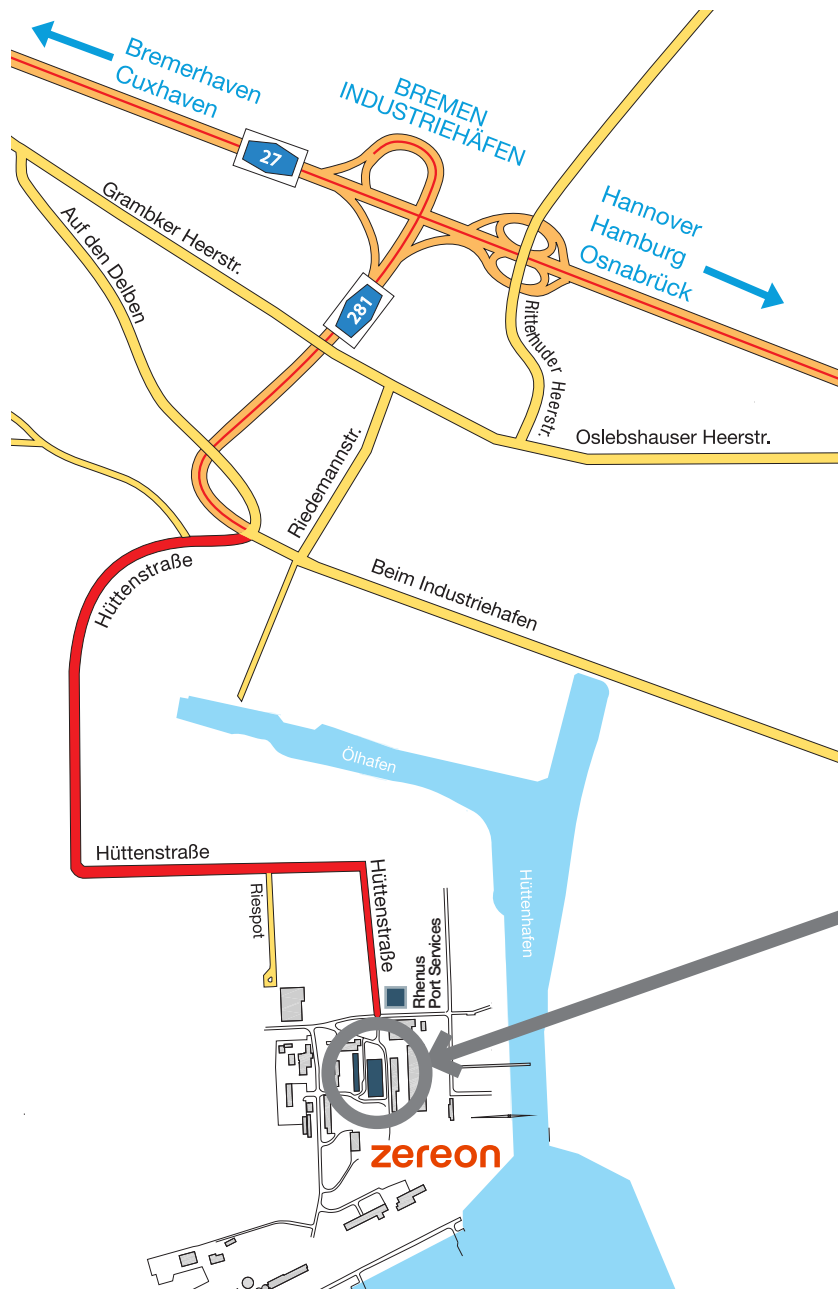 Bremerhaven
Cuxhaven
BREMEN
INDUSTRIEHÄFEN
27
Hannover
Hamburg
Osnabrück
Grambker Heerstr.
Auf den Delben
281
Ritterhuder Heerstr.
Oslebshauser Heerstr.
Riedemannstr.
Hüttenstraße
Beim Industriehafen
Ölhafen
Hüttenstraße
Hüttenstraße
Riespot
Hüttenhafen
Rhenus
Port Services
zereon